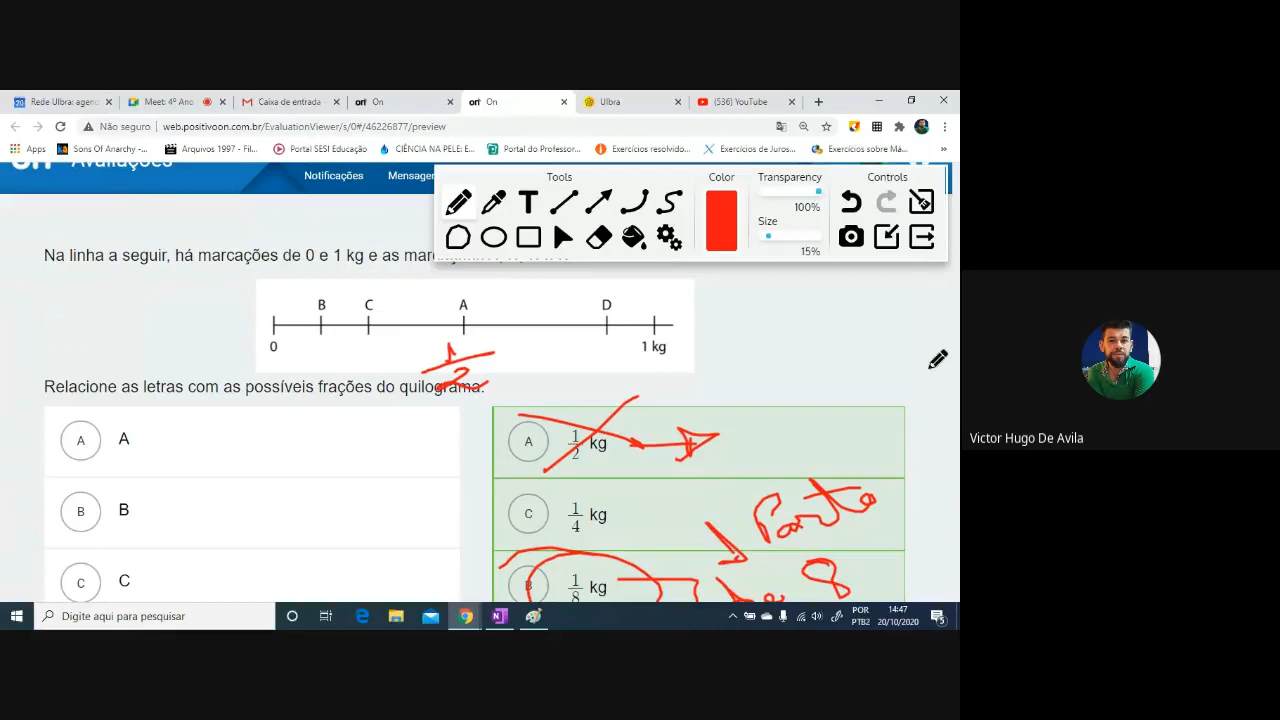 Rede Ulbra: agen
Meet: 4º Ano
Caixa de entrada
On
On
Ulbra
(536) YouTube
Não seguro
web.positivoon.com.br/EvaluationViewer/s/0#/46226877/preview
Apps
Sons Of Anarchy -...
Arquivos 1997 - Fil...
Portal SESI Educação
CIÊNCIA NA PELE: E...
Portal do Professor...
Exercícios resolvido...
Exercícios de Juros...
Exercícios sobre Má...
»
Avaliações
Notificações
Mensagen
Tools
Color
Transparency
100%
Size
15%
Controls
Na linha a seguir, há marcações de 0 e 1 kg e as mar
B C A D
0 1 kg
1/2
Relacione as letras com as possíveis frações do quilograma.
A A
B B
C C
A 1/2 kg
C 1/4 kg
B 1/8 kg
Ponto
8
Victor Hugo De Avila
Digite aqui para pesquisar
POR
PTB2
14:47
20/10/2020
5